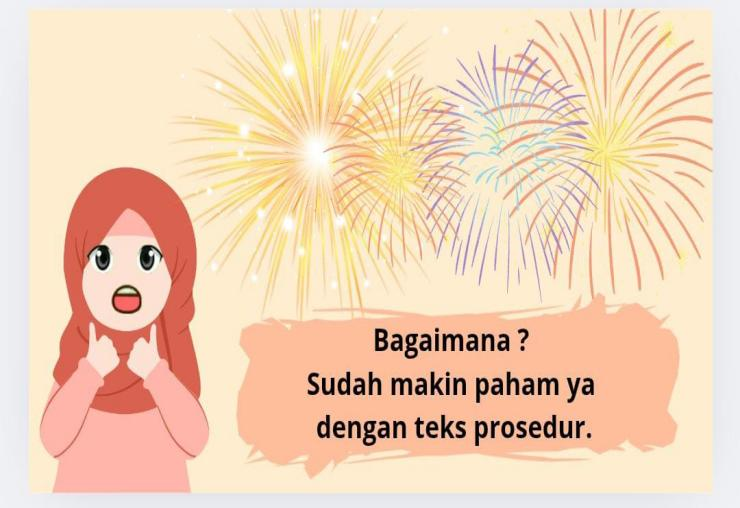 Bagaimana ?
Sudah makin paham ya
dengan teks prosedur.